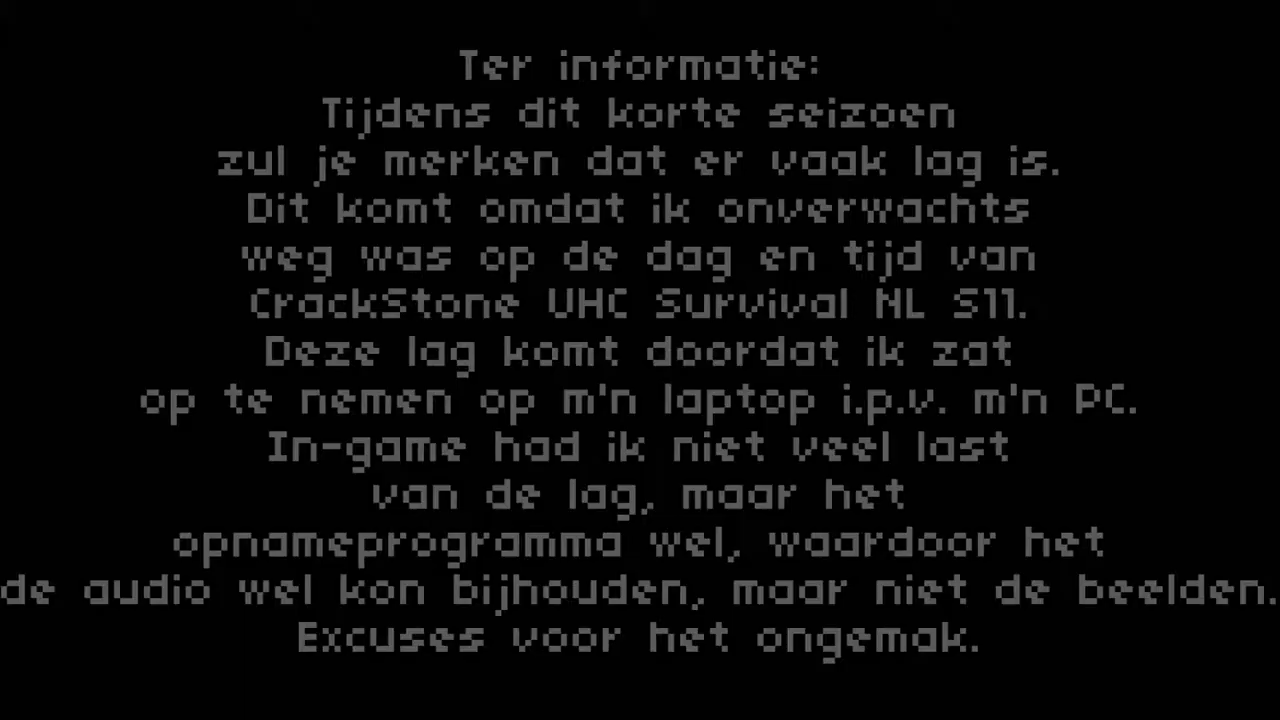 Ter informatie:
Tijdens dit korte seizoen
zul je merken dat er vaak lag is.
Dit komt omdat ik onverwachts
weg was op de dag en tijd van
CrackStone UHC Survival NL S11.
Deze lag komt doordat ik zat
op te nemen op m'n laptop i.p.v. m'n PC.
In-game had ik niet veel last
van de lag, maar het
opnameprogramma wel, waardoor het
de audio wel kon bijhouden, maar niet de beelden.
Excuses voor het ongemak.